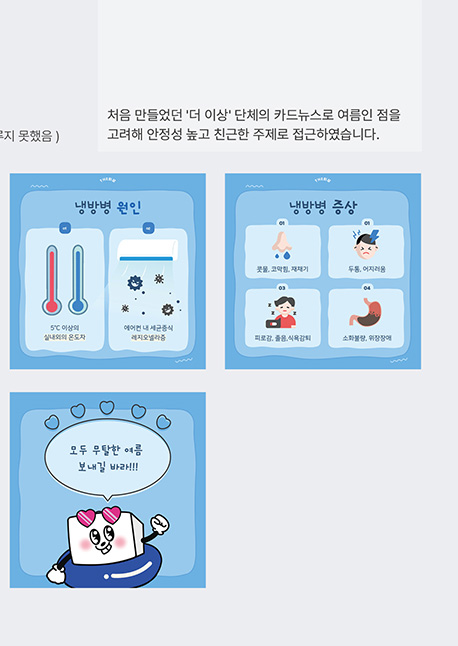 처음 만들었던 '더 이상' 단체의 카드뉴스로 여름인 점을
루지 못했음 )
고려해 안정성 높고 친근한 주제로 접근하였습니다.
냉방병 원인
5℃ 이상의
실내외의 온도차
에어컨 내 세균증식
레지오넬라증
냉방병 증상
01
콧물, 코막힘, 재채기
01
두통, 어지러움
03
피로감, 졸음,식욕감퇴
04
소화불량, 위장장애
모두 무탈한 여름
보내길 바라!!!